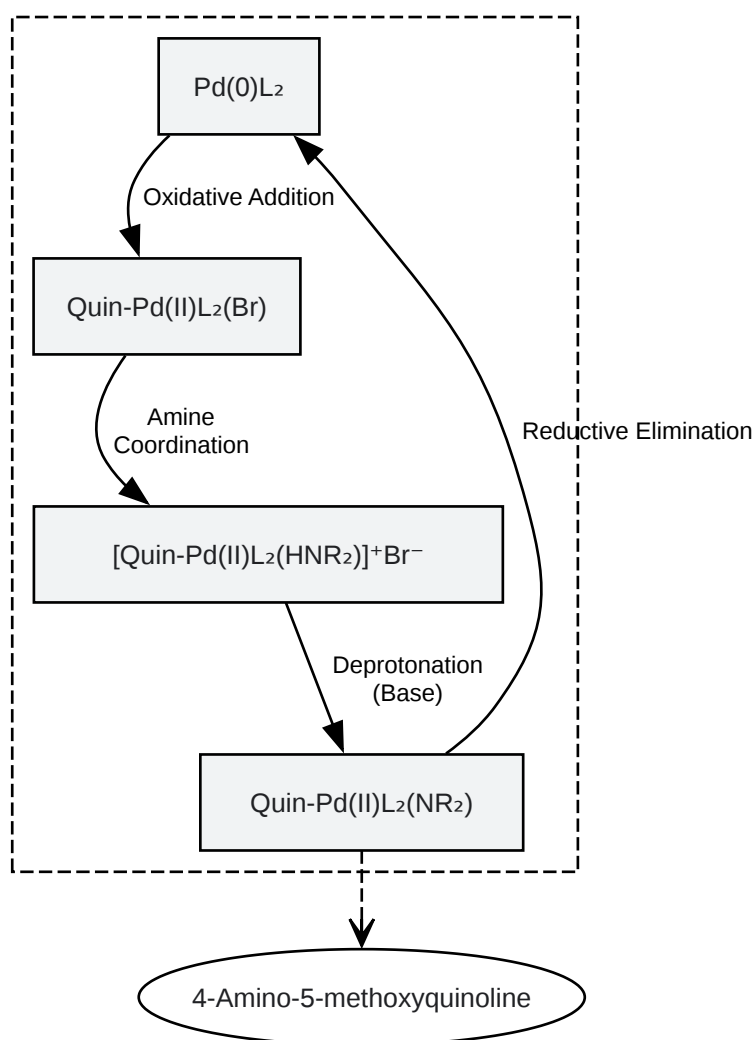 Pd(0)L₂
Oxidative Addition
Quin-Pd(II)L₂(Br)
Amine
Coordination
Reductive Elimination
[Quin-Pd(II)L₂(HNR₂)]⁺Br⁻
Deprotonation
(Base)
Quin-Pd(II)L₂(NR₂)
4-Amino-5-methoxyquinoline